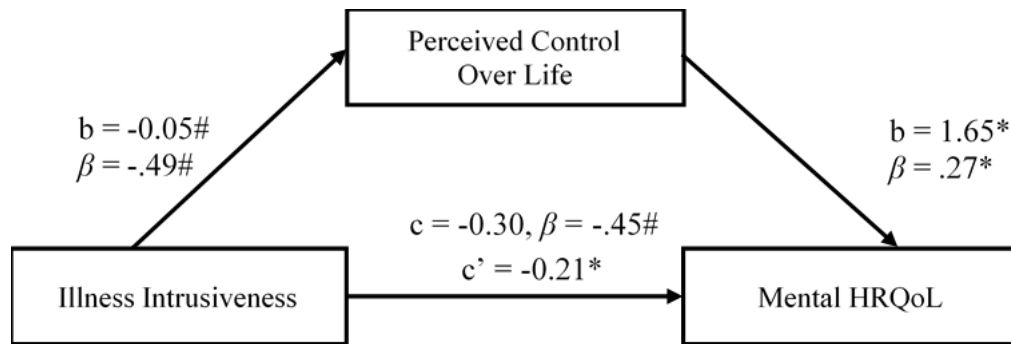 Perceived Control
Over Life
b = -0.05#
β = -.49#
b = 1.65*
β = .27*
c = -0.30, β = -.45#
c’ = -0.21*
Illness Intrusiveness
Mental HRQoL